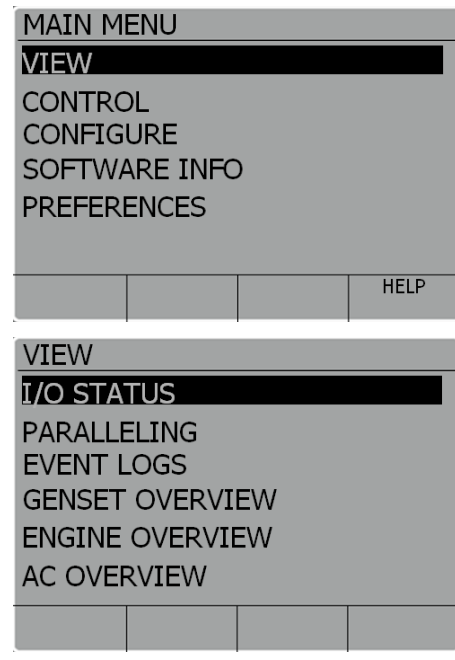 MAIN MENU
VIEW
CONTROL
CONFIGURE
SOFTWARE INFO
PREFERENCES
HELP
VIEW
I/O STATUS
PARALLELING
EVENT LOGS
GENSET OVERVIEW
ENGINE OVERVIEW
AC OVERVIEW